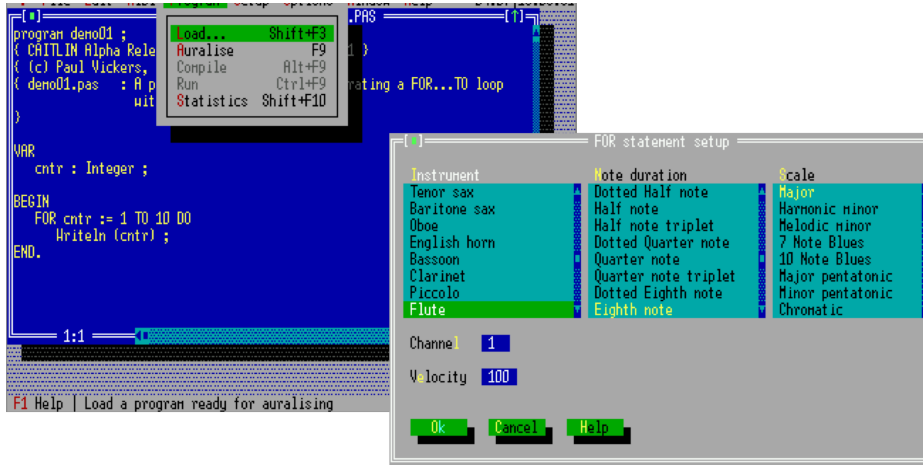 File Edit Midi Program Setup Options Window Help
.PAS
[↑]
program demo01 ;
{ CAITLIN Alpha Rele 1 }
{ (c) Paul Vickers,
{ demo01.pas : A p rating a FOR...TO loop
wit
}
VAR
cntr : Integer ;
BEGIN
FOR cntr := 1 TO 10 DO
Writeln (cntr) ;
END.
1:1
Load... Shift+F3
Auralise F9
Compile Alt+F9
Run Ctrl+F9
Statistics Shift+F10
F1 Help | Load a program ready for auralising
FOR statement setup
Instrument Note duration Scale
Tenor sax Dotted Half note Major
Baritone sax Half note Harmonic minor
Oboe Half note triplet Melodic minor
English horn Dotted Quarter note 7 Note Blues
Bassoon Quarter note 10 Note Blues
Clarinet Quarter note triplet Major pentatonic
Piccolo Dotted Eighth note Minor pentatonic
Flute Eighth note Chromatic
Channel 1
Velocity 100
Ok Cancel Help